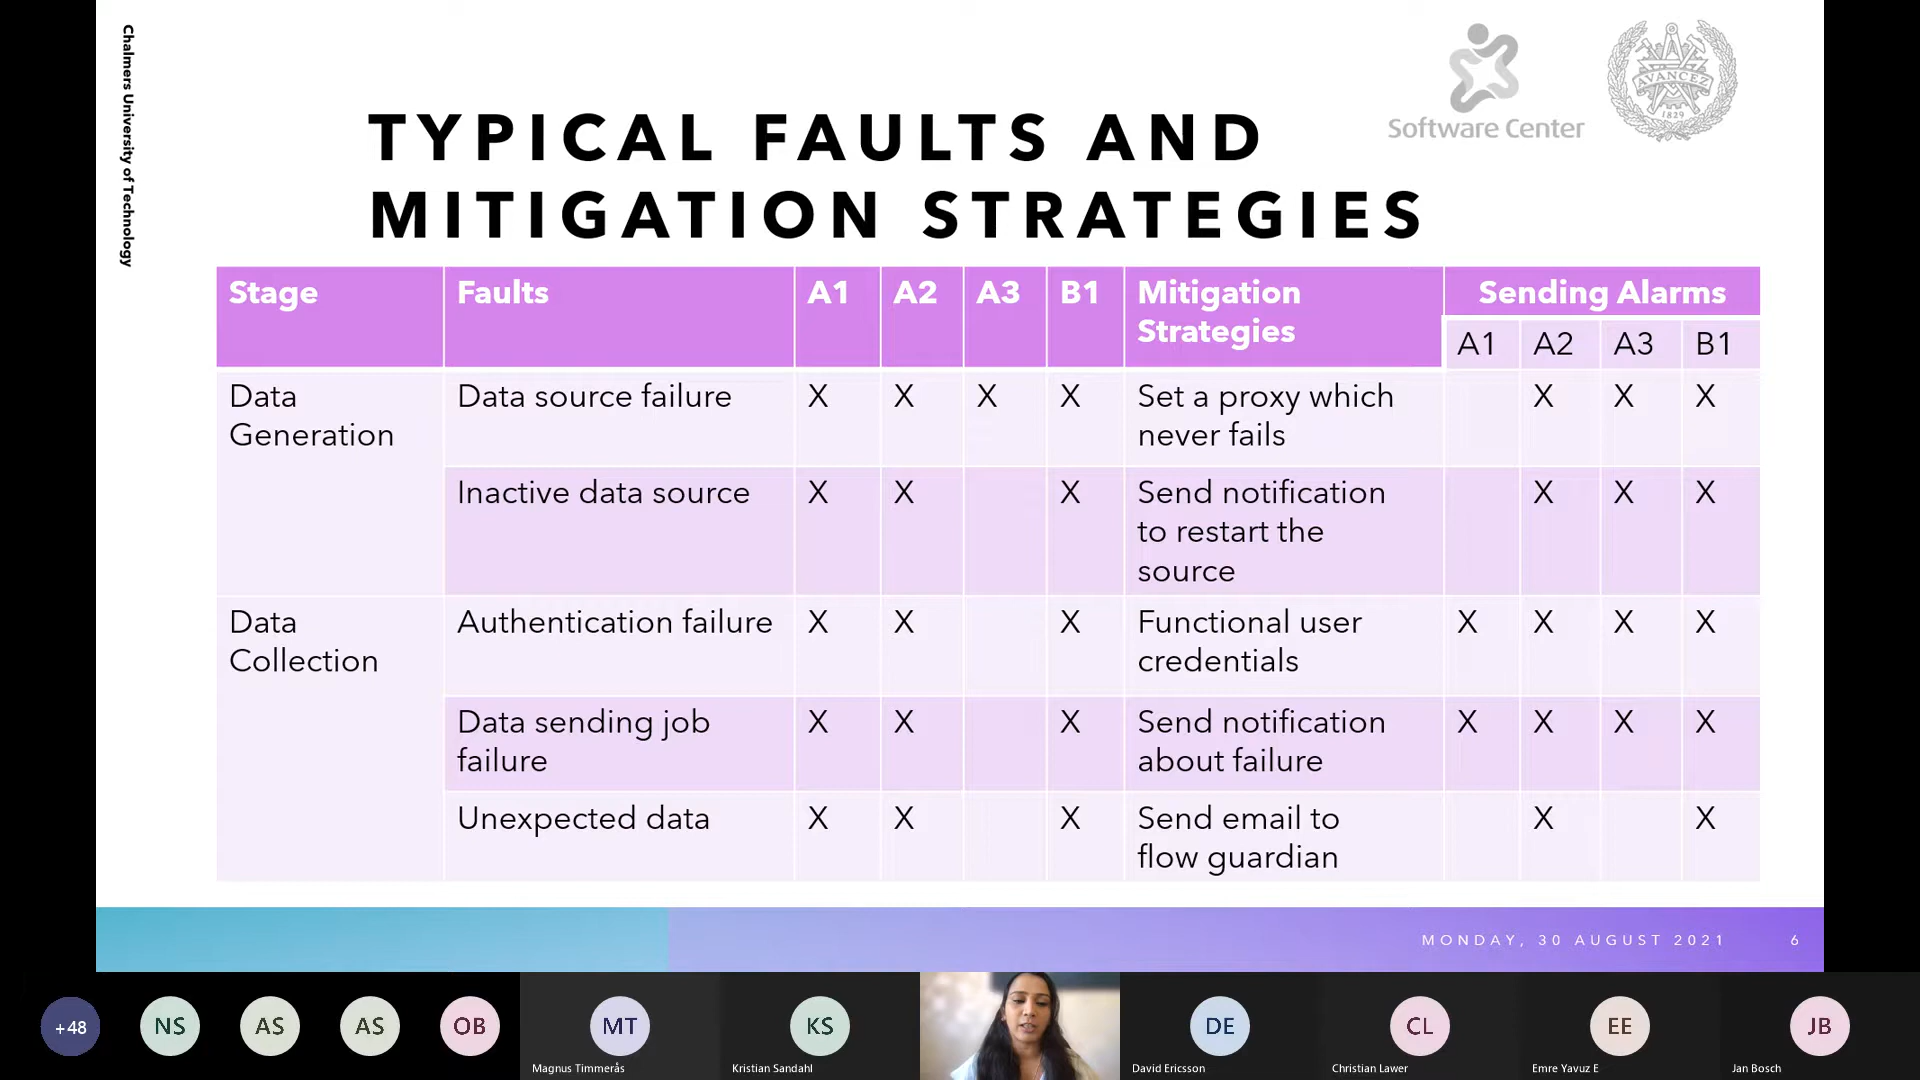 Chalmers University of Technology
Software Center
AVANCEZ
1829
TYPICAL FAULTS AND
MITIGATION STRATEGIES
Stage Faults A1 A2 A3 B1 Mitigation Strategies Sending Alarms
A1 A2 A3 B1
Data Generation Data source failure X X X X Set a proxy which never fails X X X
Inactive data source X X X Send notification to restart the source X X X
Data Collection Authentication failure X X X Functional user credentials X X X X
Data sending job failure X X X Send notification about failure X X X X
Unexpected data X X X Send email to flow guardian X X
MONDAY, 30 AUGUST 2021 6
+48 NS AS AS OB MT KS DE CL EE JB
Magnus Timmerås Kristian Sandahl David Ericsson Christian Lawer Emre Yavuz E Jan Bosch